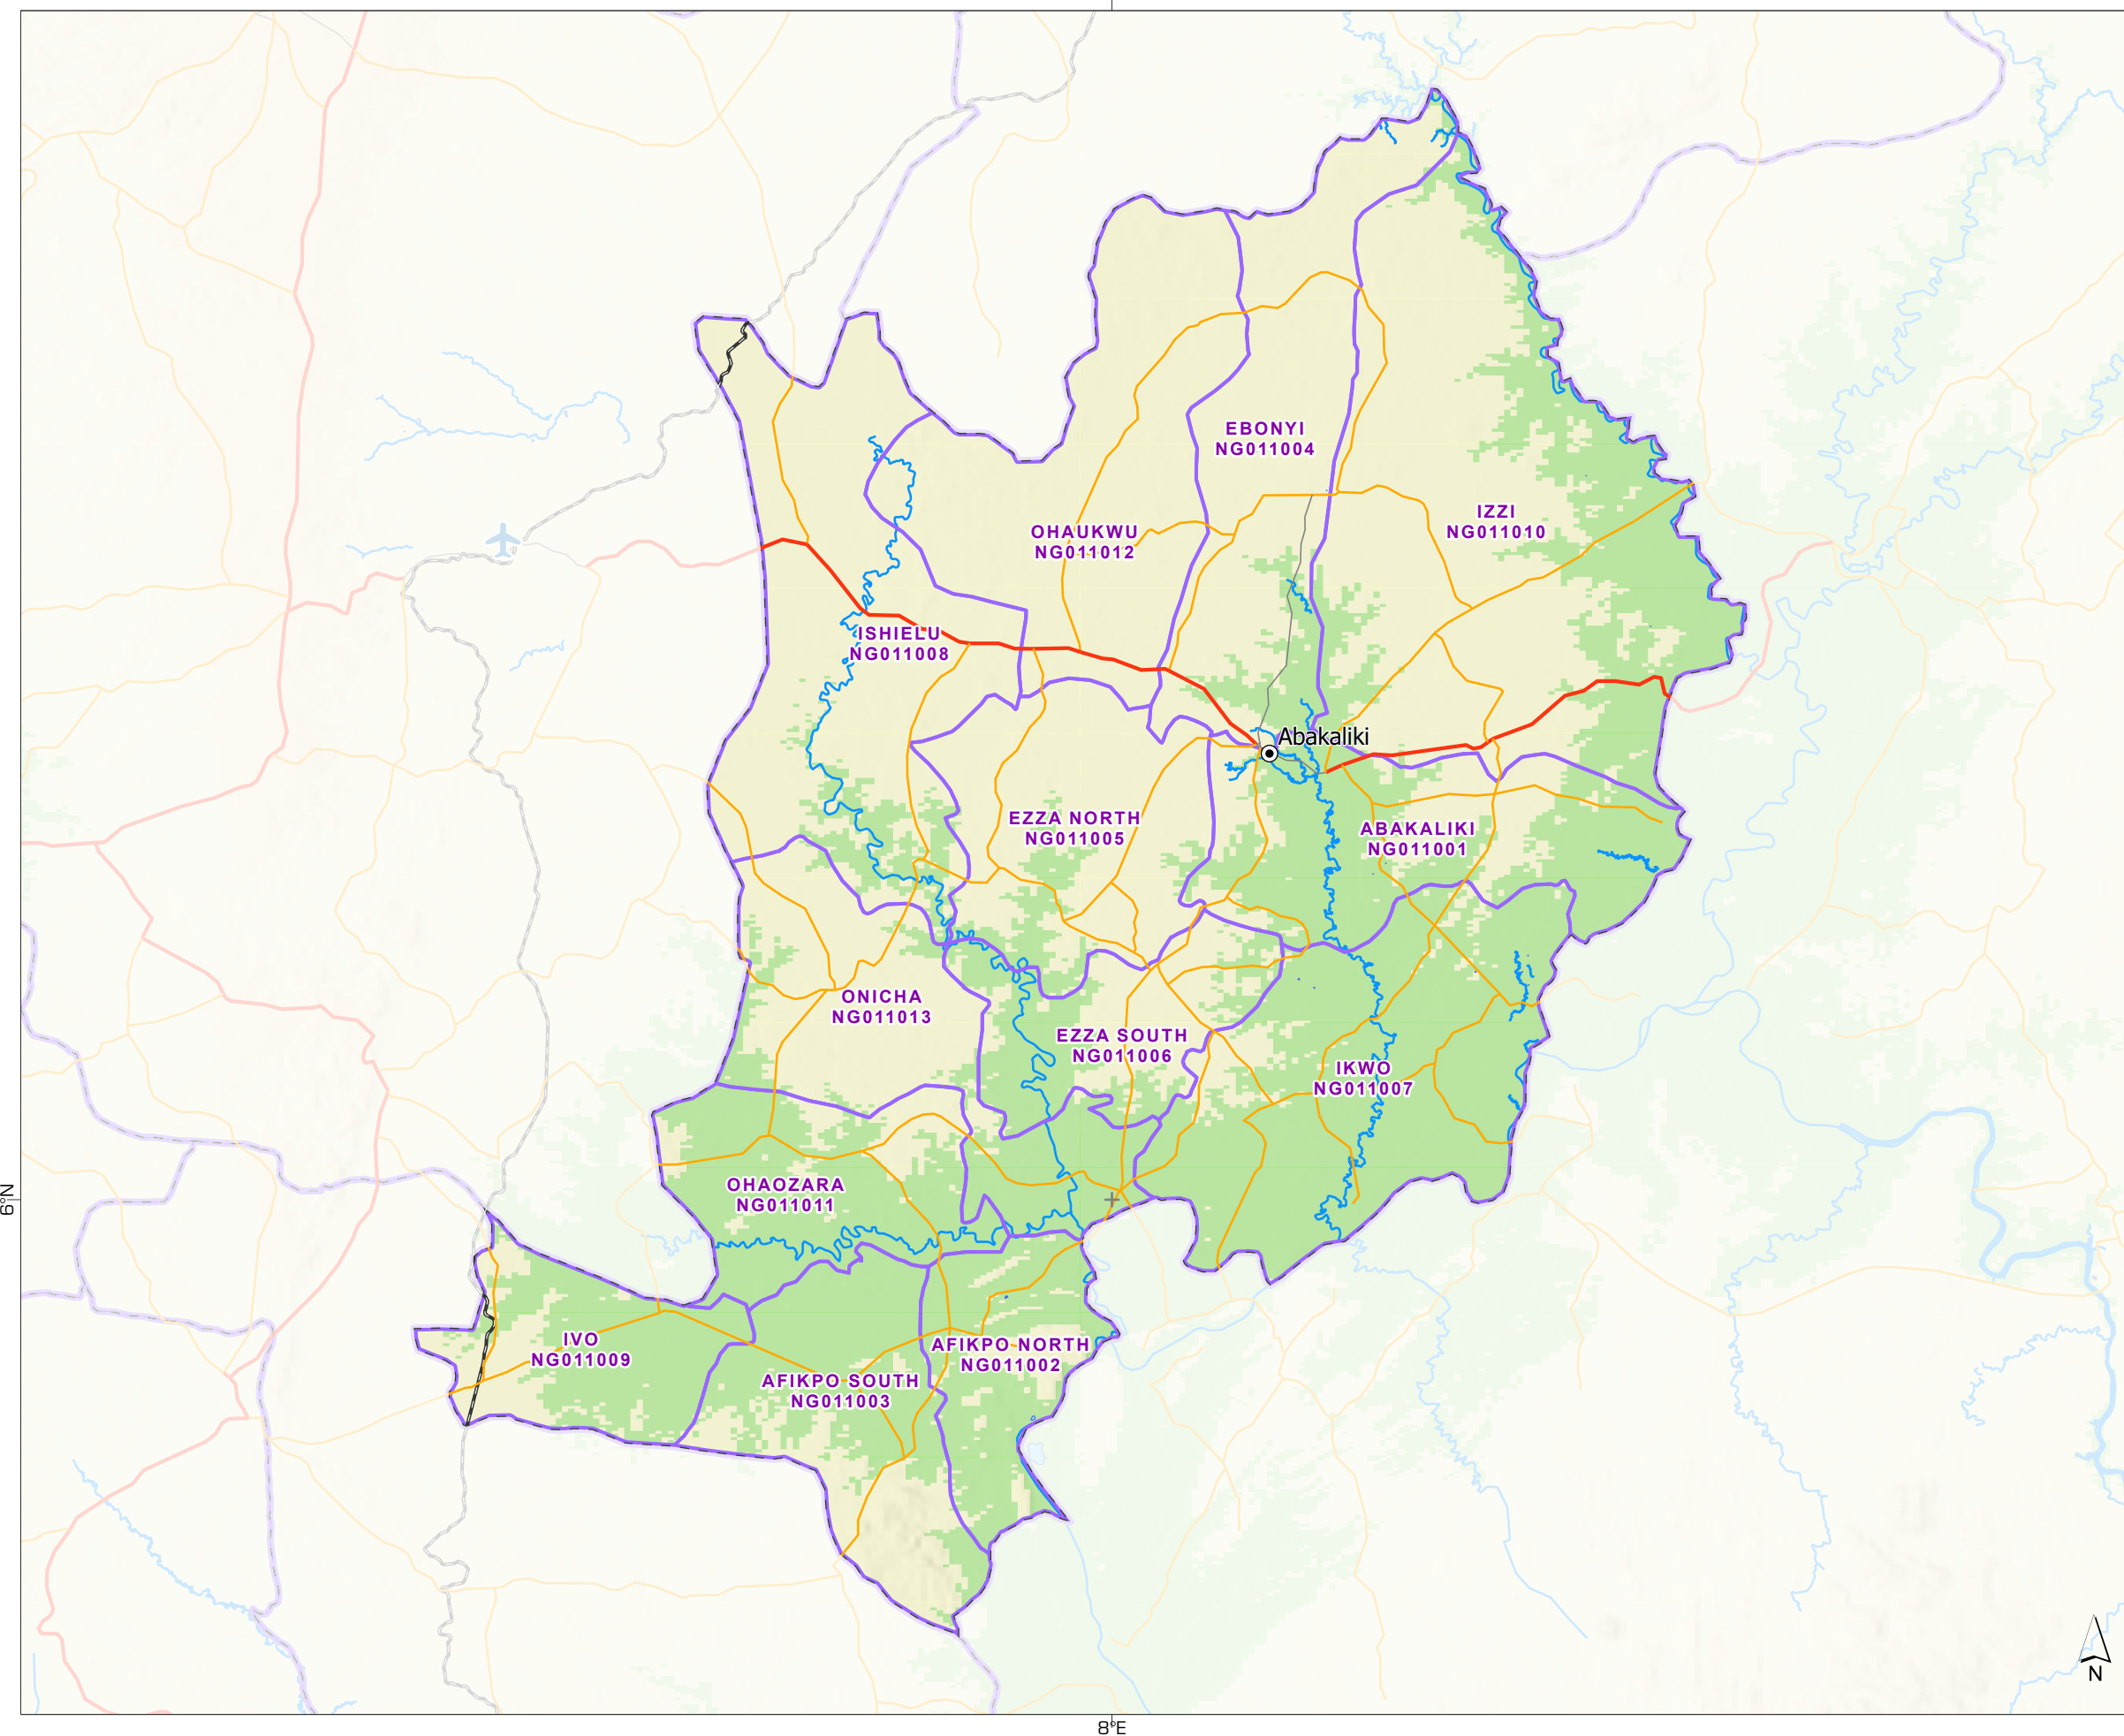 EBONYI
NG011004
IZZI
NG011010
OHAUKWU
NG011012
ISHIELU
NG011008
Abakaliki
EZZA NORTH
NG011005
ABAKALIKI
NG011001
ONICHA
NG011013
EZZA SOUTH
NG011006
IKWO
NG011007
OHAOZARA
NG011011
6°N
IVO
NG011009
AFIKPO NORTH
NG011002
AFIKPO SOUTH
NG011003
N
8°E